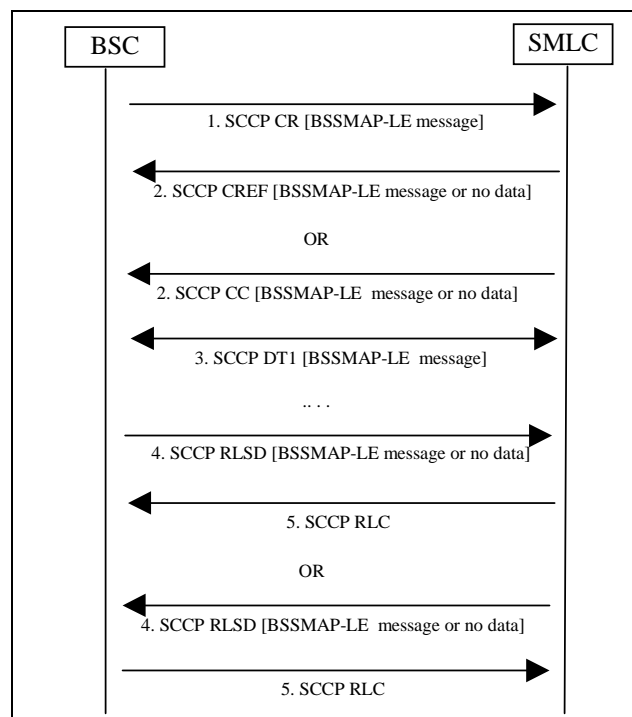 BSC
SMLC
1. SCCP CR [BSSMAP-LE message]
2. SCCP CREF [BSSMAP-LE message or no data]
OR
2. SCCP CC [BSSMAP-LE message or no data]
3. SCCP DT1 [BSSMAP-LE message]
.. . .
4. SCCP RLSD [BSSMAP-LE message or no data]
5. SCCP RLC
OR
4. SCCP RLSD [BSSMAP-LE message or no data]
5. SCCP RLC